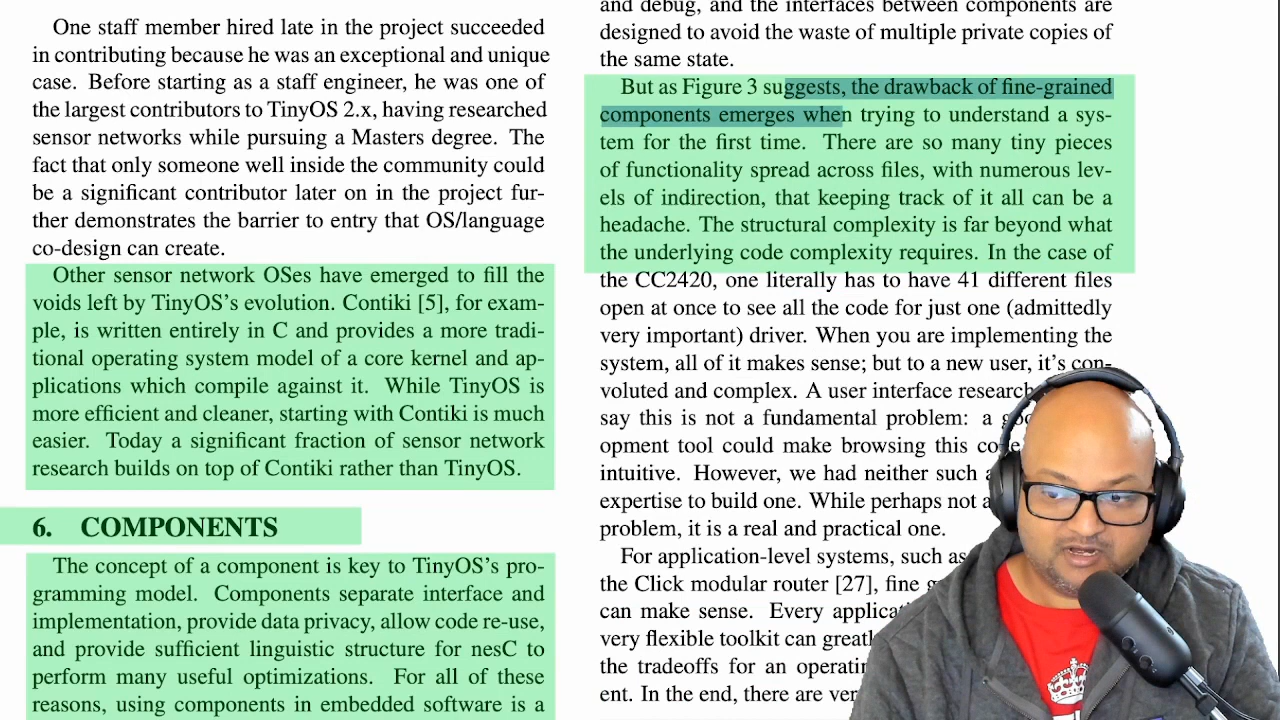 One staff member hired late in the project succeeded
in contributing because he was an exceptional and unique
case. Before starting as a staff engineer, he was one of
the largest contributors to TinyOS 2.x, having researched
sensor networks while pursuing a Masters degree. The
fact that only someone well inside the community could
be a significant contributor later on in the project fur-
ther demonstrates the barrier to entry that OS/language
co-design can create.
Other sensor network OSes have emerged to fill the
voids left by TinyOS's evolution. Contiki [5], for exam-
ple, is written entirely in C and provides a more tradi-
tional operating system model of a core kernel and ap-
plications which compile against it. While TinyOS is
more efficient and cleaner, starting with Contiki is much
easier. Today a significant fraction of sensor network
research builds on top of Contiki rather than TinyOS.
6. COMPONENTS
The concept of a component is key to TinyOS's pro-
gramming model. Components separate interface and
implementation, provide data privacy, allow code re-use,
and provide sufficient linguistic structure for nesC to
perform many useful optimizations. For all of these
reasons, using components in embedded software is a
and debug, and the interfaces between components are
designed to avoid the waste of multiple private copies of
the same state.
But as Figure 3 suggests, the drawback of fine-grained
components emerges when trying to understand a sys-
tem for the first time. There are so many tiny pieces
of functionality spread across files, with numerous lev-
els of indirection, that keeping track of it all can be a
headache. The structural complexity is far beyond what
the underlying code complexity requires. In the case of
the CC2420, one literally has to have 41 different files
open at once to see all the code for just one (admittedly
very important) driver. When you are implementing the
system, all of it makes sense; but to a new user, it's con-
voluted and complex. A user interface
say this is not a fundamental problem: a
opment tool could make browsing this
intuitive. However, we had neither such
expertise to build one. While perhaps not a
problem, it is a real and practical one.
For application-level systems, such as
the Click modular router [27], fine
can make sense. Every
very flexible toolkit can
the tradeoffs for an
ent. In the end, there are